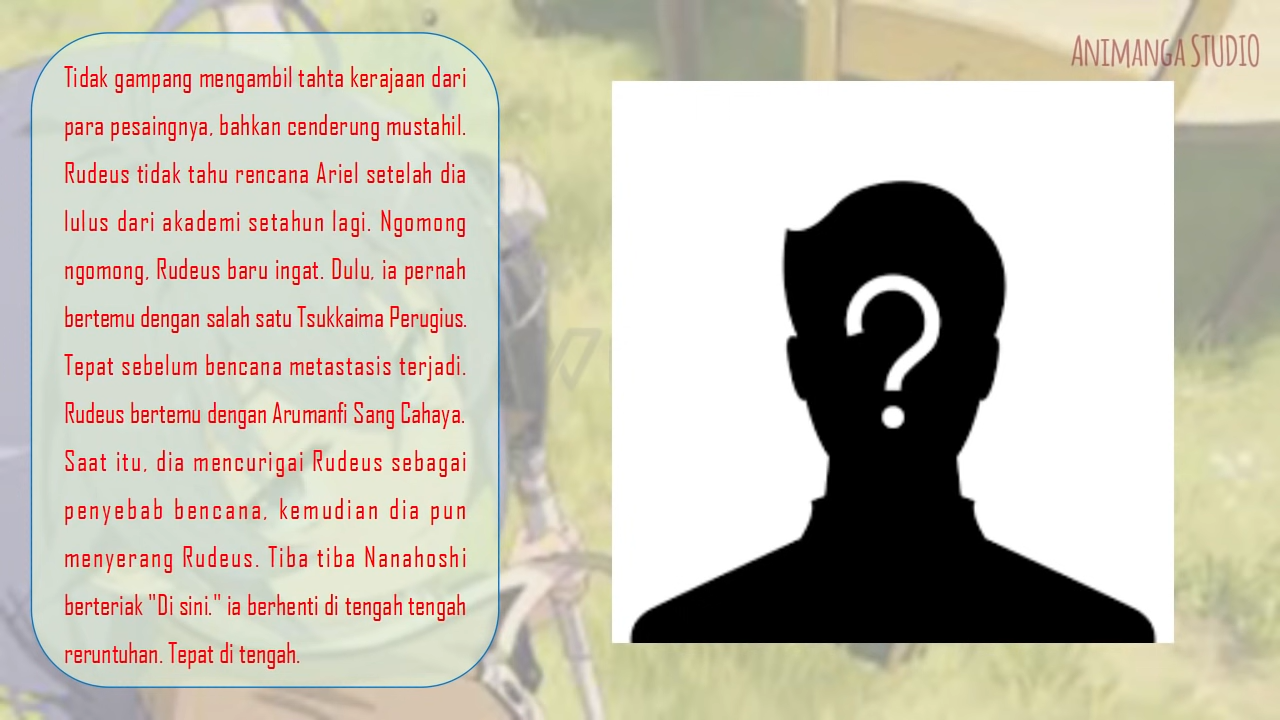 Animanga STUDIO
Tidak gampang mengambil tahta kerajaan dari
para pesaingnya, bahkan cenderung mustahil.
Rudeus tidak tahu rencana Ariel setelah dia
lulus dari akademi setahun lagi. Ngomong
ngomong, Rudeus baru ingat. Dulu, ia pernah
bertemu dengan salah satu Tsukkaima Perugius.
Tepat sebelum bencana metastasis terjadi.
Rudeus bertemu dengan Arumanfi Sang Cahaya.
Saat itu, dia mencurigai Rudeus sebagai
penyebab bencana, kemudian dia pun
menyerang Rudeus. Tiba tiba Nanahoshi
berteriak "Di sini." ia berhenti di tengah tengah
reruntuhan. Tepat di tengah.
?